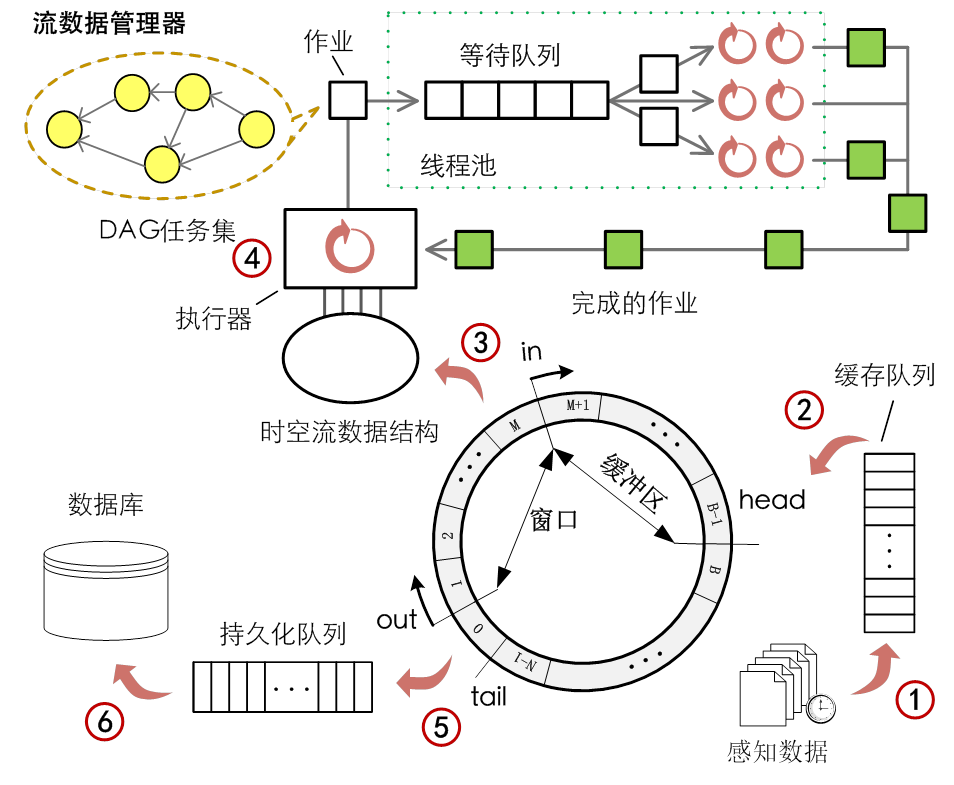 流数据管理器
作业
等待队列
线程池
DAG任务集
④
执行器
完成的作业
③
in
缓存队列
②
时空流数据结构
M
M+1
...
B-1
B
...
N-1
0
1
2
...
缓冲区
窗口
head
数据库
out
持久化队列
...
tail
...
⑥
⑤
①
感知数据